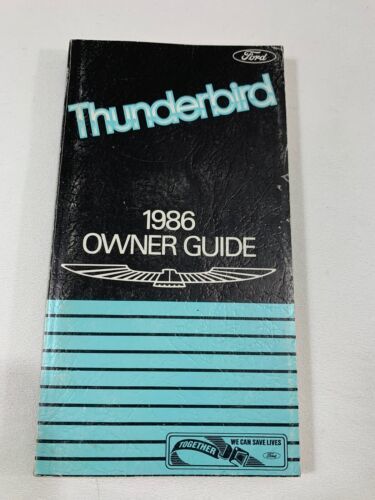 Ford
Thunderbird
1986
OWNER GUIDE
TOGETHER
WE CAN SAVE LIVES
Ford